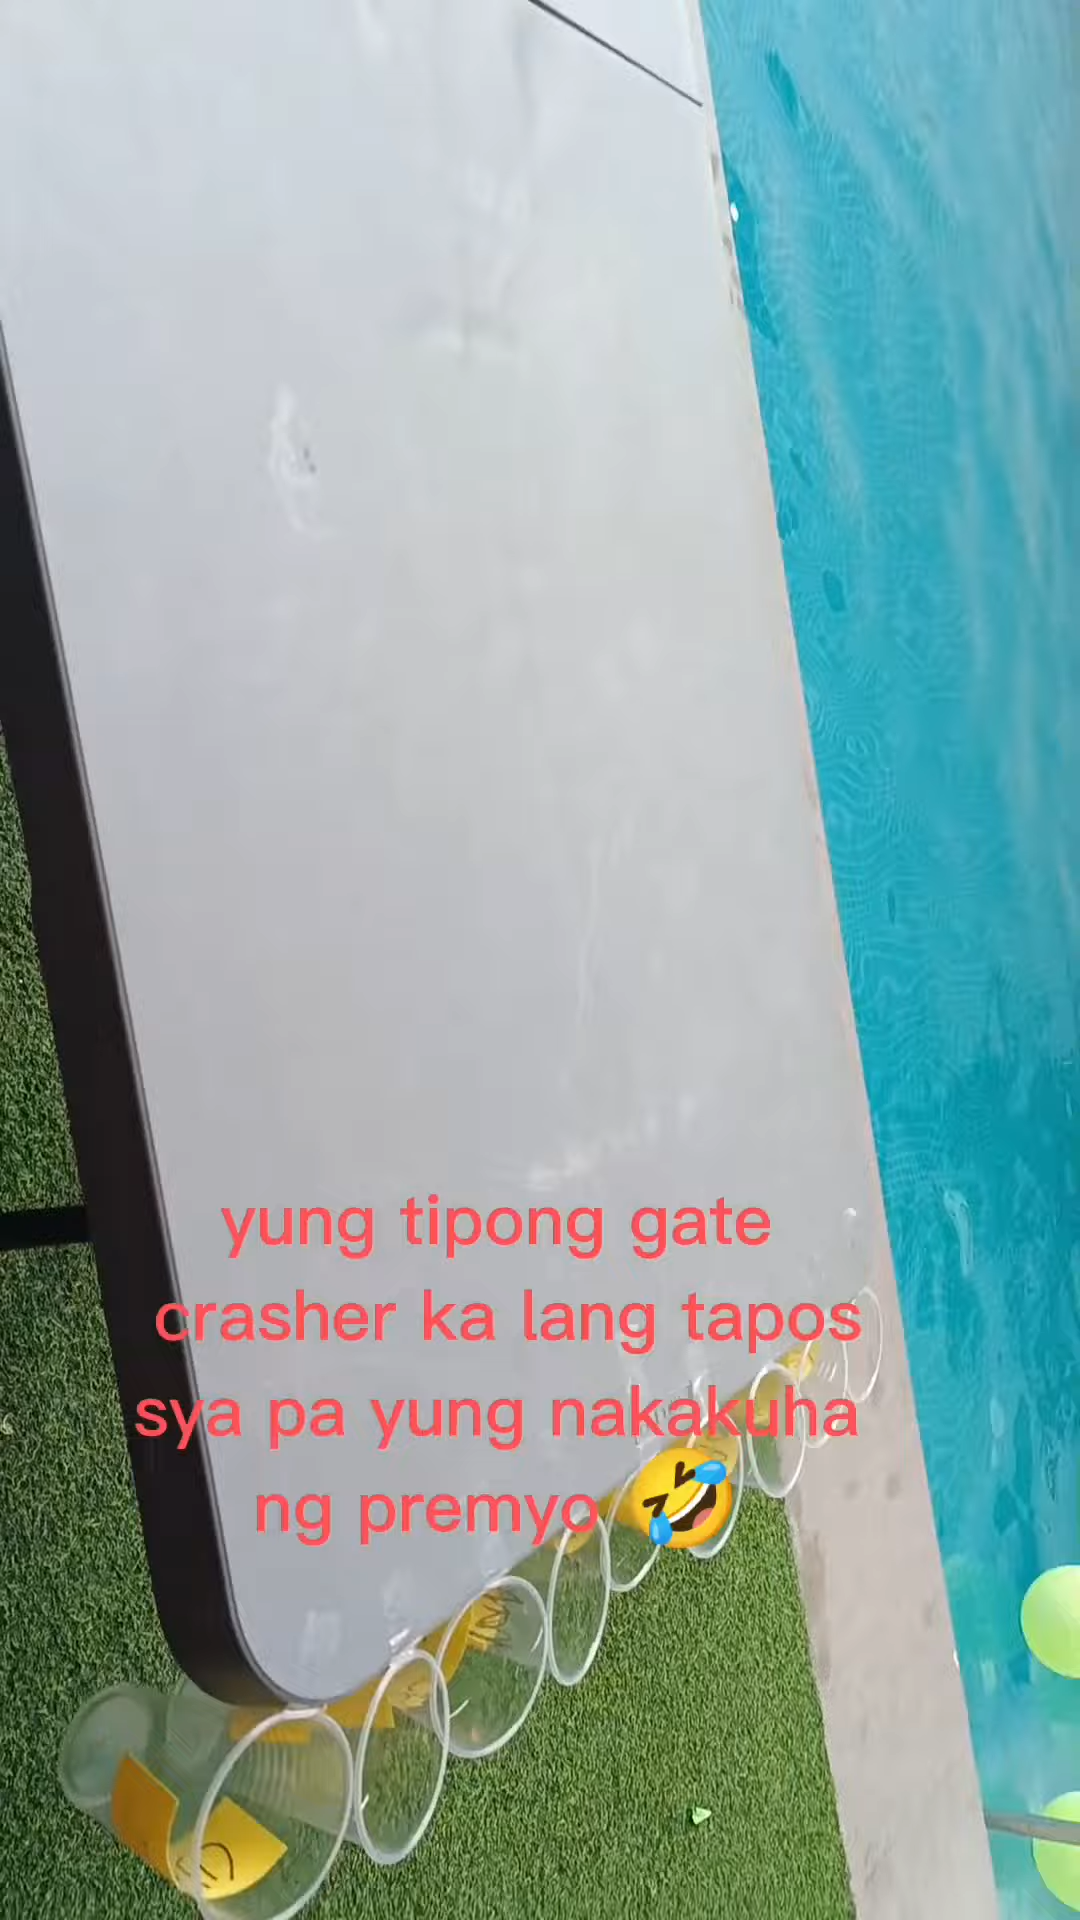 yung tipong gate
crasher ka lang tapos
sya pa yung nakakuha
ng premyo 🤣